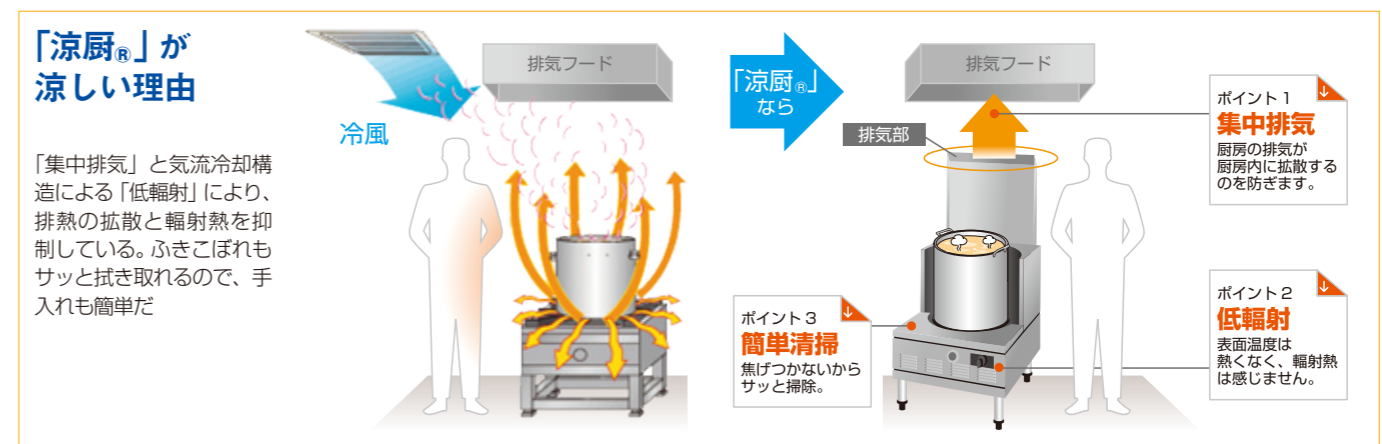 「涼厨®」が
涼しい理由
「集中排気」と気流冷却構
造による「低輻射」により、
排熱の拡散と輻射熱を抑
制している。ふきこぼれも
サッと拭き取れるので、手
入れも簡単だ
冷風
排気フード
「涼厨®」
なら
排気フード
排気部
ポイント1
集中排気
厨房の排気が
厨房内に拡散する
のを防ぎます。
ポイント2
低輻射
表面温度は
熱くなく、輻射熱
は感じません。
ポイント3
簡単清掃
焦げつかないから
サッと掃除。